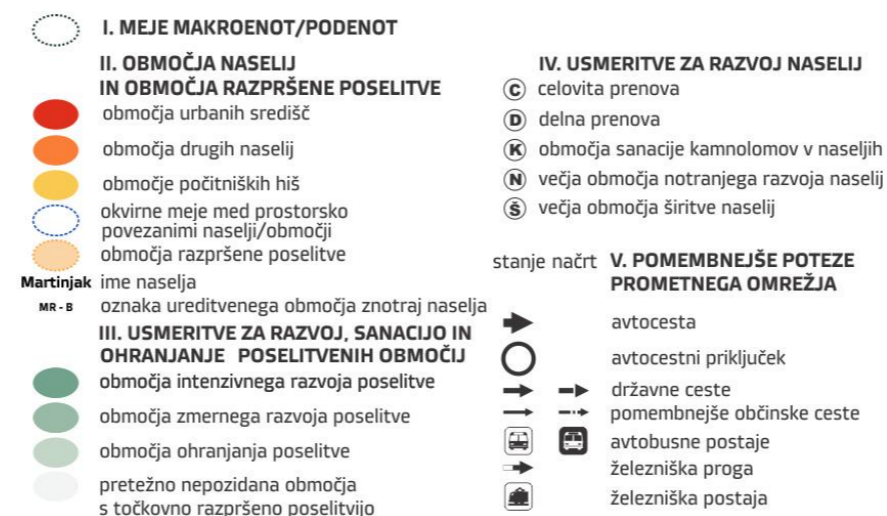 I. MEJE MAKROENOT/PODENOT
II. OBMOČJA NASELIJ
IN OBMOČJA RAZPRŠENE POSELITVE
območja urbanih središč
območja drugih naselij
območje počitniških hiš
okvirne meje med prostorsko
povezanimi naselji/območji
območja razpršene poselitve
Martinjak ime naselja
MR - B oznaka ureditvenega območja znotraj naselja
III. USMERITVE ZA RAZVOJ, SANACIJO IN
OHRANJANJE POSELITVENIH OBMOČIJ
območja intenzivnega razvoja poselitve
območja zmernega razvoja poselitve
območja ohranjanja poselitve
pretežno nepozidana območja
s točkovno razpršeno poselitvijo
IV. USMERITVE ZA RAZVOJ NASELIJ
C celovita prenova
D delna prenova
K območja sanacije kamnolomov v naseljih
N večja območja notranjega razvoja naselij
Š večja območja širitve naselij
stanje načrt V. POMEMBNEJŠE POTEZE
PROMETNEGA OMREŽJA
avtocesta
avtocestni priključek
državne ceste
pomembnejše občinske ceste
avtobusne postaje
železniška proga
železniška postaja